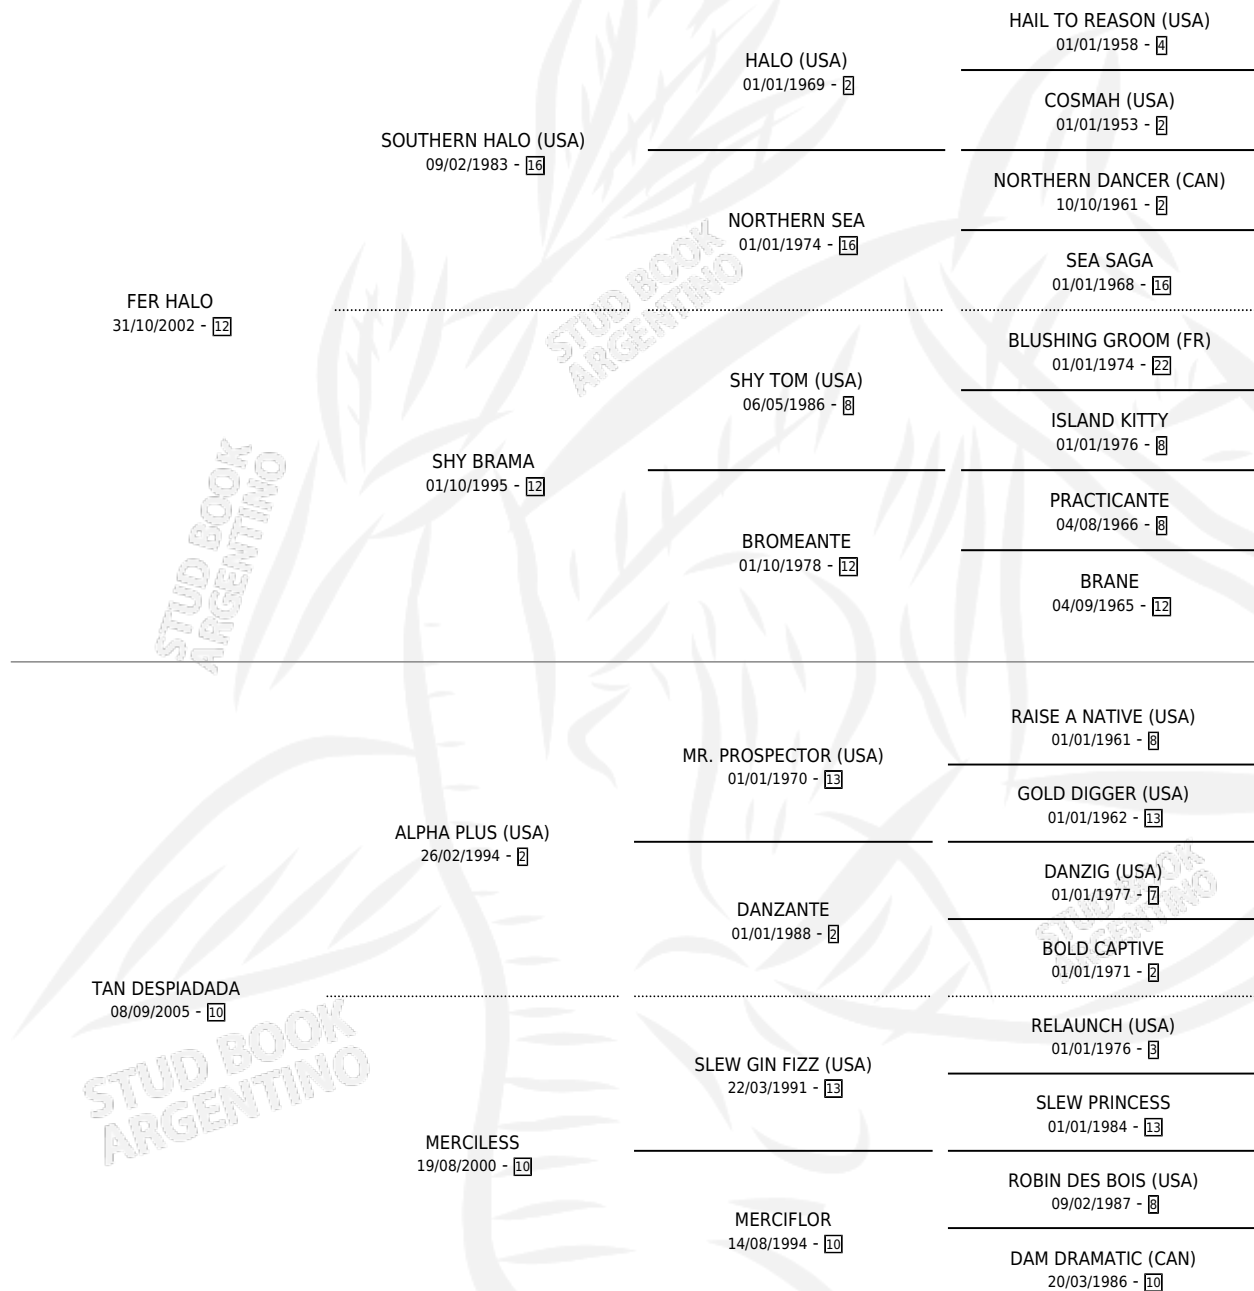 HAIL TO REASON (USA)
01/01/1958 - 4
HALO (USA)
01/01/1969 - 2
COSMAH (USA)
01/01/1953 - 2
SOUTHERN HALO (USA)
09/02/1983 - 16
NORTHERN DANCER (CAN)
10/10/1961 - 2
NORTHERN SEA
01/01/1974 - 16
SEA SAGA
01/01/1968 - 16
FER HALO
31/10/2002 - 12
BLUSHING GROOM (FR)
01/01/1974 - 22
SHY TOM (USA)
06/05/1986 - 8
ISLAND KITTY
01/01/1976 - 8
SHY BRAMA
01/10/1995 - 12
PRACTICANTE
04/08/1966 - 8
BROMEANTE
01/10/1978 - 12
BRANE
04/09/1965 - 12
RAISE A NATIVE (USA)
01/01/1961 - 8
MR. PROSPECTOR (USA)
01/01/1970 - 13
GOLD DIGGER (USA)
01/01/1962 - 13
ALPHA PLUS (USA)
26/02/1994 - 2
DANZIG (USA)
01/01/1977 - 7
DANZANTE
01/01/1988 - 2
BOLD CAPTIVE
01/01/1971 - 2
TAN DESPIADADA
08/09/2005 - 10
RELAUNCH (USA)
01/01/1976 - 3
SLEW GIN FIZZ (USA)
22/03/1991 - 13
SLEW PRINCESS
01/01/1984 - 13
MERCILESS
19/08/2000 - 10
ROBIN DES BOIS (USA)
09/02/1987 - 8
MERCIFLOR
14/08/1994 - 10
DAM DRAMATIC (CAN)
20/03/1986 - 10
STUD BOOK
ARGENTINO
STUD BOOK
ARGENTINO
STUD BOOK
ARGENTINO
STUD BOOK
ARGENTINO